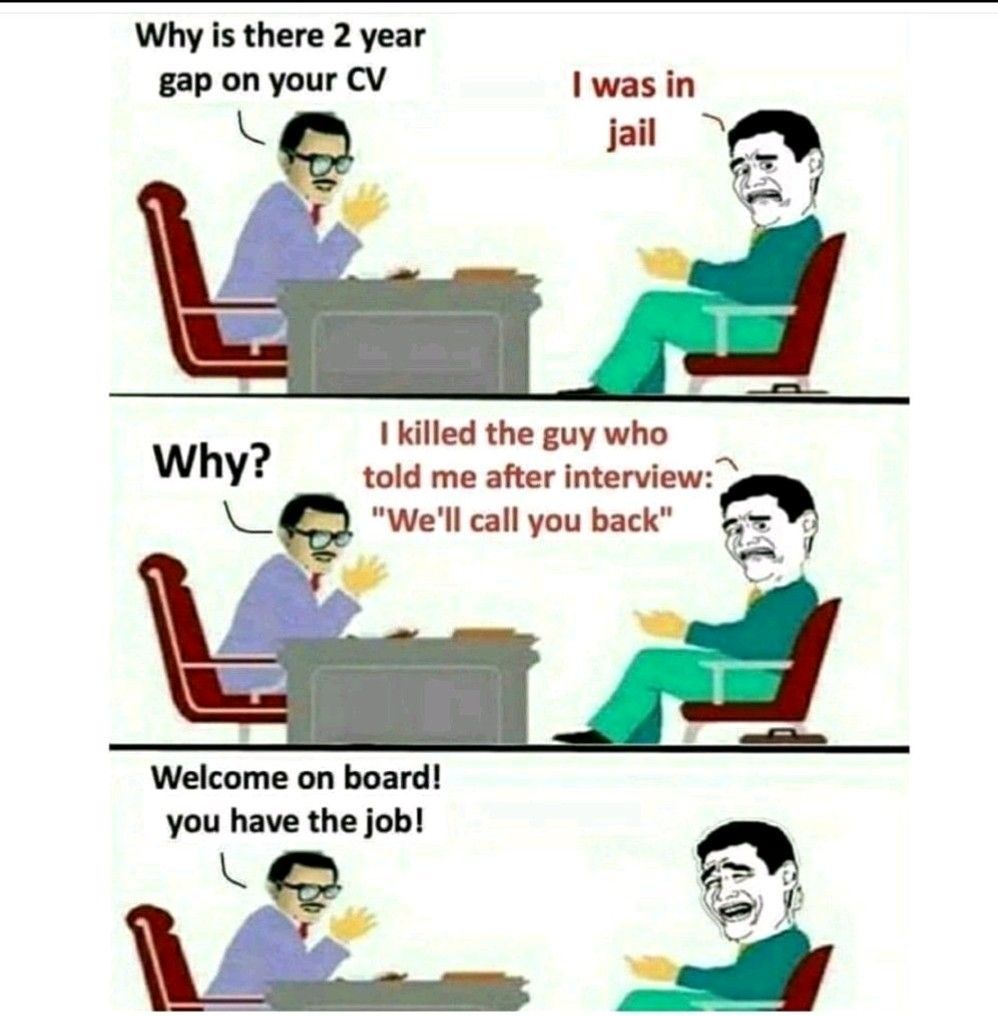 Why is there 2 year
gap on your CV
I was in
jail
Why?
I killed the guy who
told me after interview:
"We'll call you back"
Welcome on board!
you have the job!